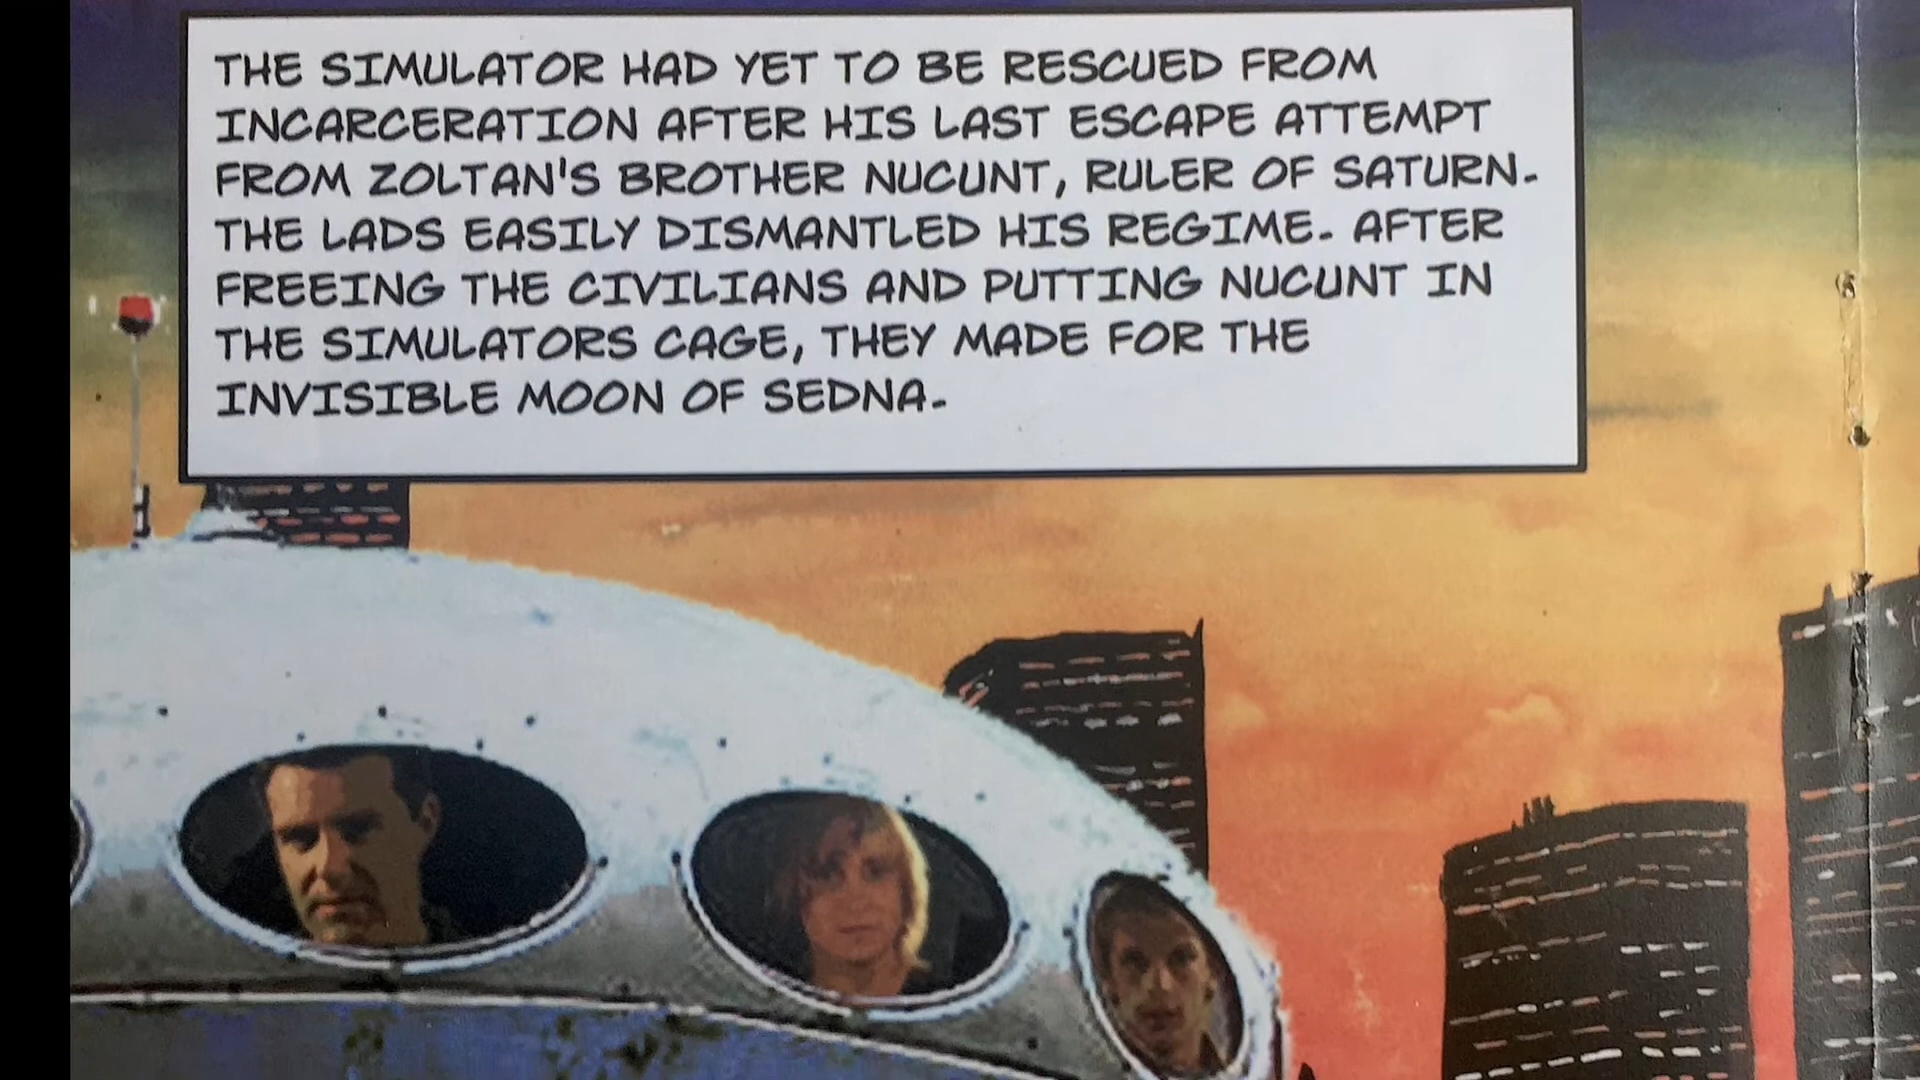 THE SIMULATOR HAD YET TO BE RESCUED FROM
INCARCERATION AFTER HIS LAST ESCAPE ATTEMPT
FROM ZOLTAN'S BROTHER NUCUNT, RULER OF SATURN.
THE LADS EASILY DISMANTLED HIS REGIME. AFTER
FREEING THE CIVILIANS AND PUTTING NUCUNT IN
THE SIMULATORS CAGE, THEY MADE FOR THE
INVISIBLE MOON OF SEDNA.